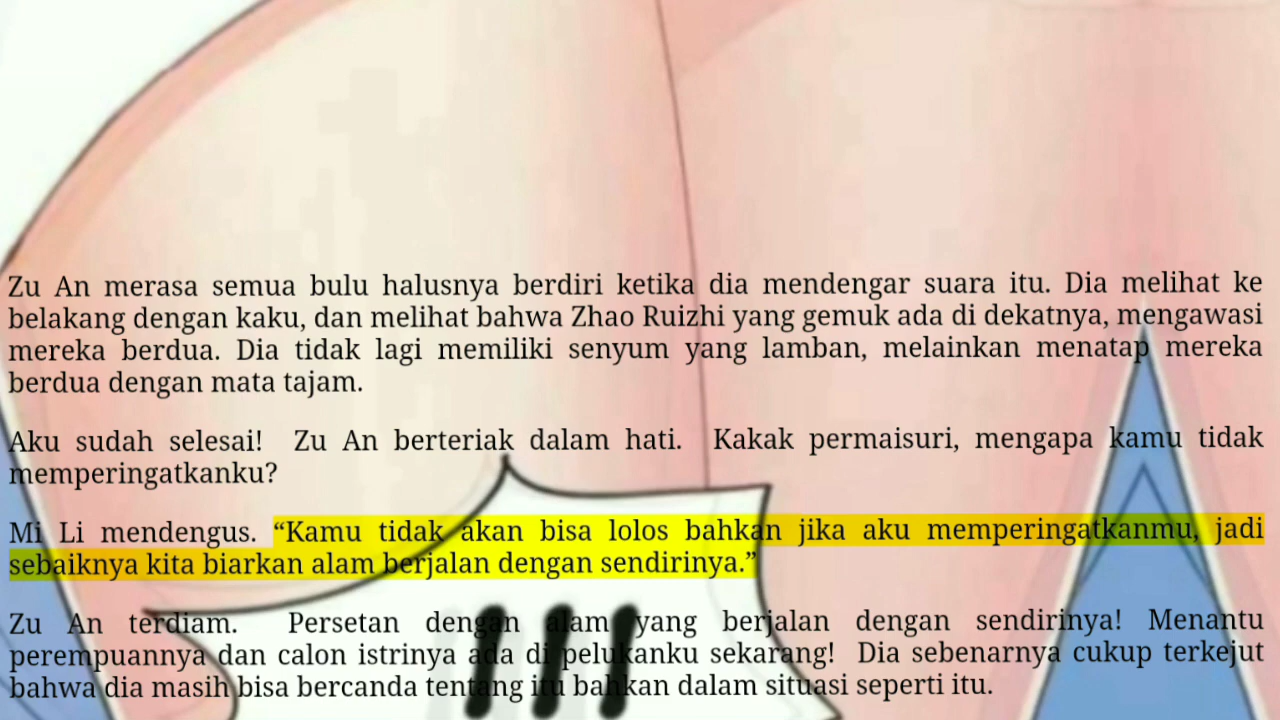 Zu An merasa semua bulu halusnya berdiri ketika dia mendengar suara itu. Dia melihat ke
belakang dengan kaku, dan melihat bahwa Zhao Ruizhi yang gemuk ada di dekatnya, mengawasi
mereka berdua. Dia tidak lagi memiliki senyum yang lamban, melainkan menatap mereka
berdua dengan mata tajam.
Aku sudah selesai! Zu An berteriak dalam hati. Kakak permaisuri, mengapa kamu tidak
memperingatkanku?
Mi Li mendengus. “Kamu tidak akan bisa lolos bahkan jika aku memperingatkanmu, jadi
sebaiknya kita biarkan alam berjalan dengan sendirinya.”
Zu An terdiam. Persetan dengan alam yang berjalan dengan sendirinya! Menantu
perempuannya dan calon istrinya ada di pelukanku sekarang! Dia sebenarnya cukup terkejut
bahwa dia masih bisa bercanda tentang itu bahkan dalam situasi seperti itu.
!!!